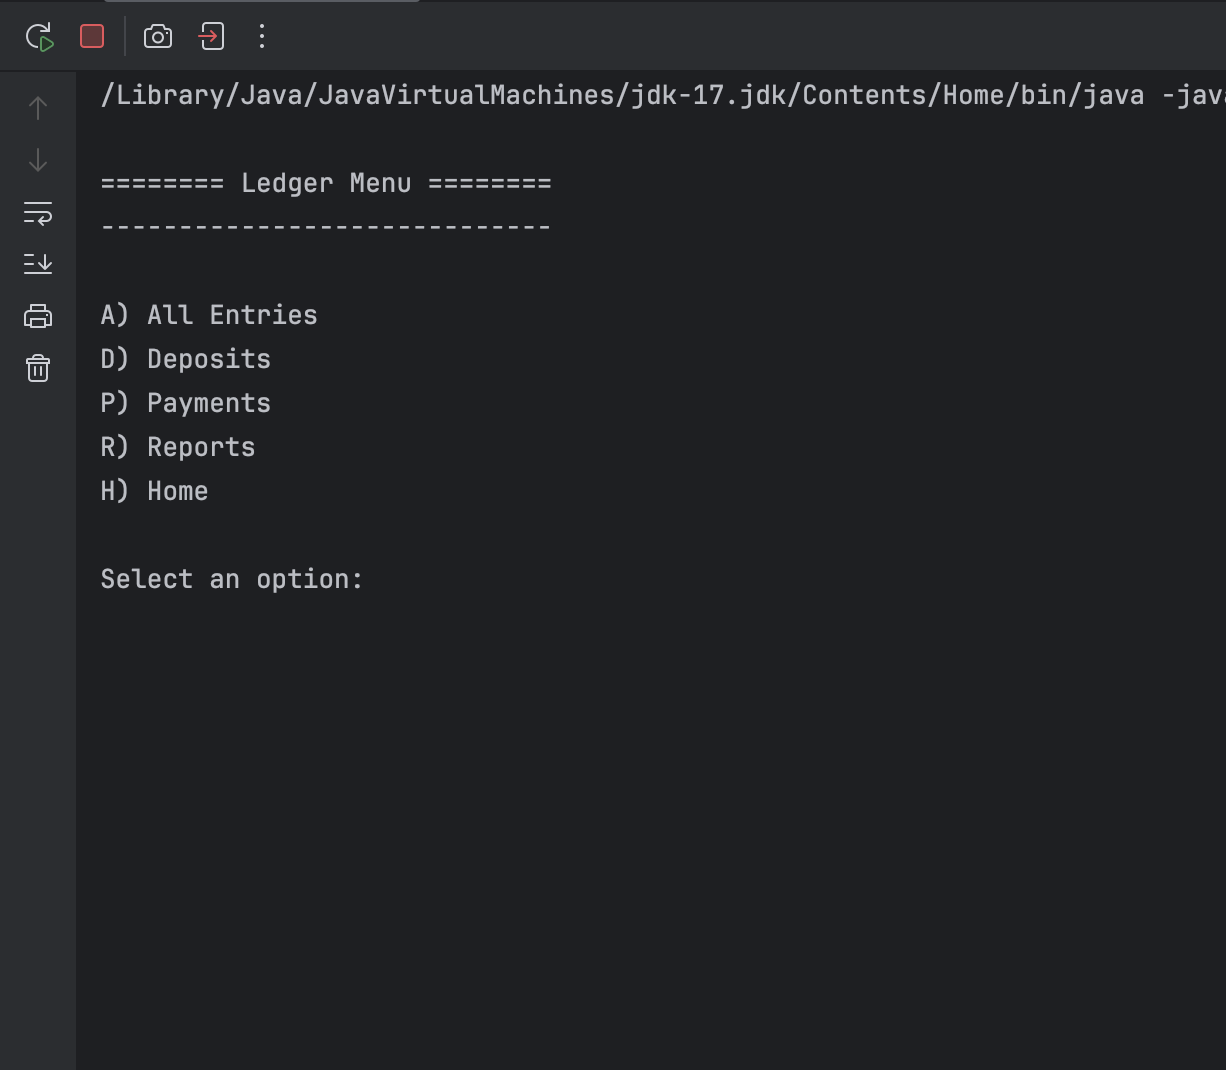 /Library/Java/JavaVirtualMachines/jdk-17.jdk/Contents/Home/bin/java -jav
======== Ledger Menu ========
-----------------------------
A) All Entries
D) Deposits
P) Payments
R) Reports
H) Home
Select an option: